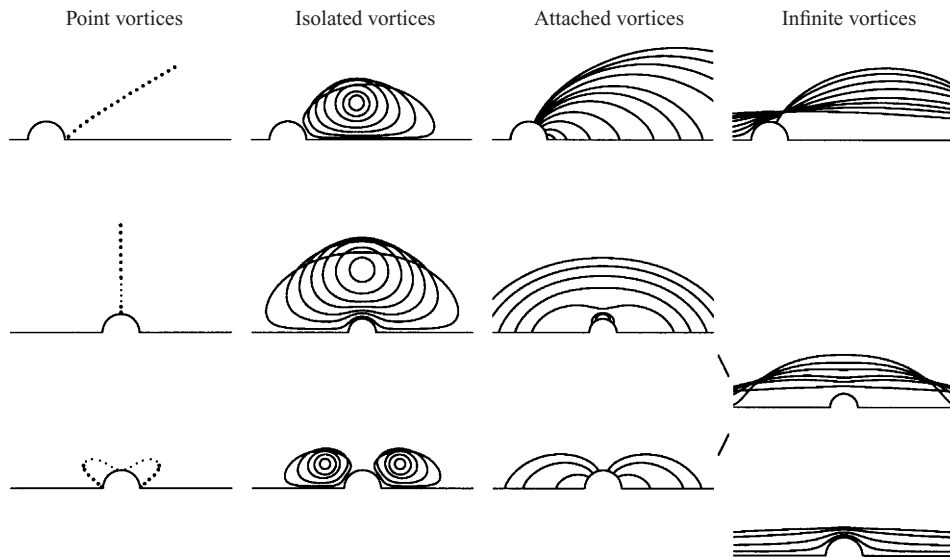 Point vortices
Isolated vortices
Attached vortices
Infinite vortices